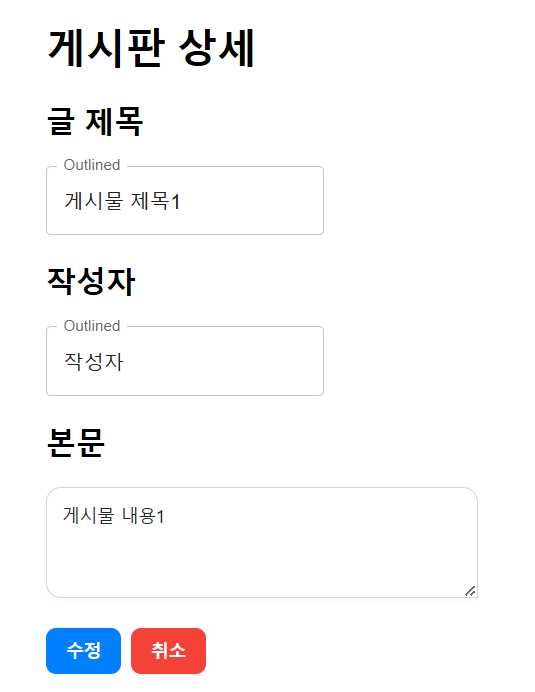 게시판 상세
글 제목
Outlined
게시물 제목1
작성자
Outlined
작성자
본문
게시물 내용1
수정 취소